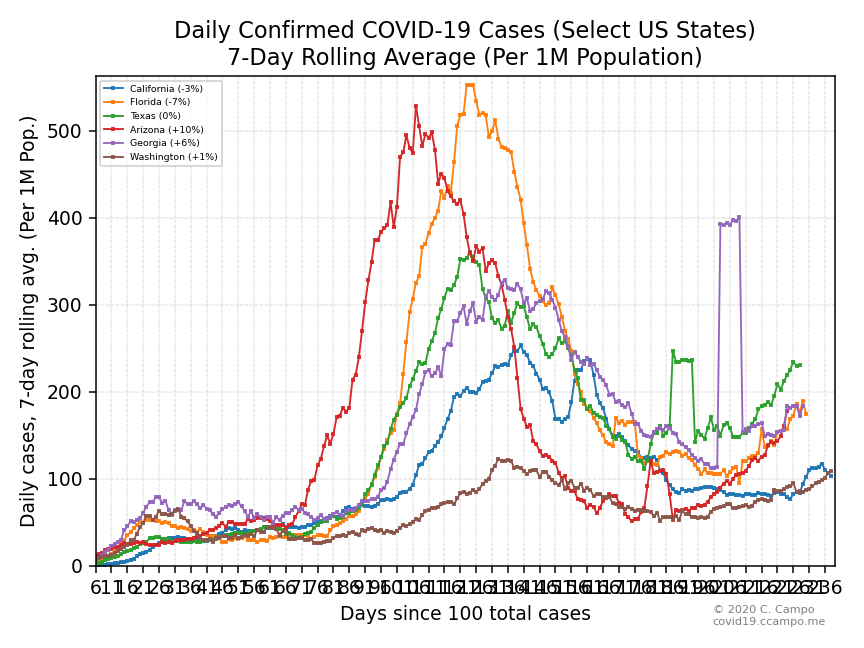 Daily Confirmed COVID-19 Cases (Select US States)
7-Day Rolling Average (Per 1M Population)
California (-3%)
Florida (-7%)
Texas (0%)
Arizona (+10%)
Georgia (+6%)
Washington (+1%)
Daily cases, 7-day rolling avg. (Per 1M Pop.)
500
400
300
200
100
0
Days since 100 total cases
© 2020 C. Campo
covid19.ccampo.me